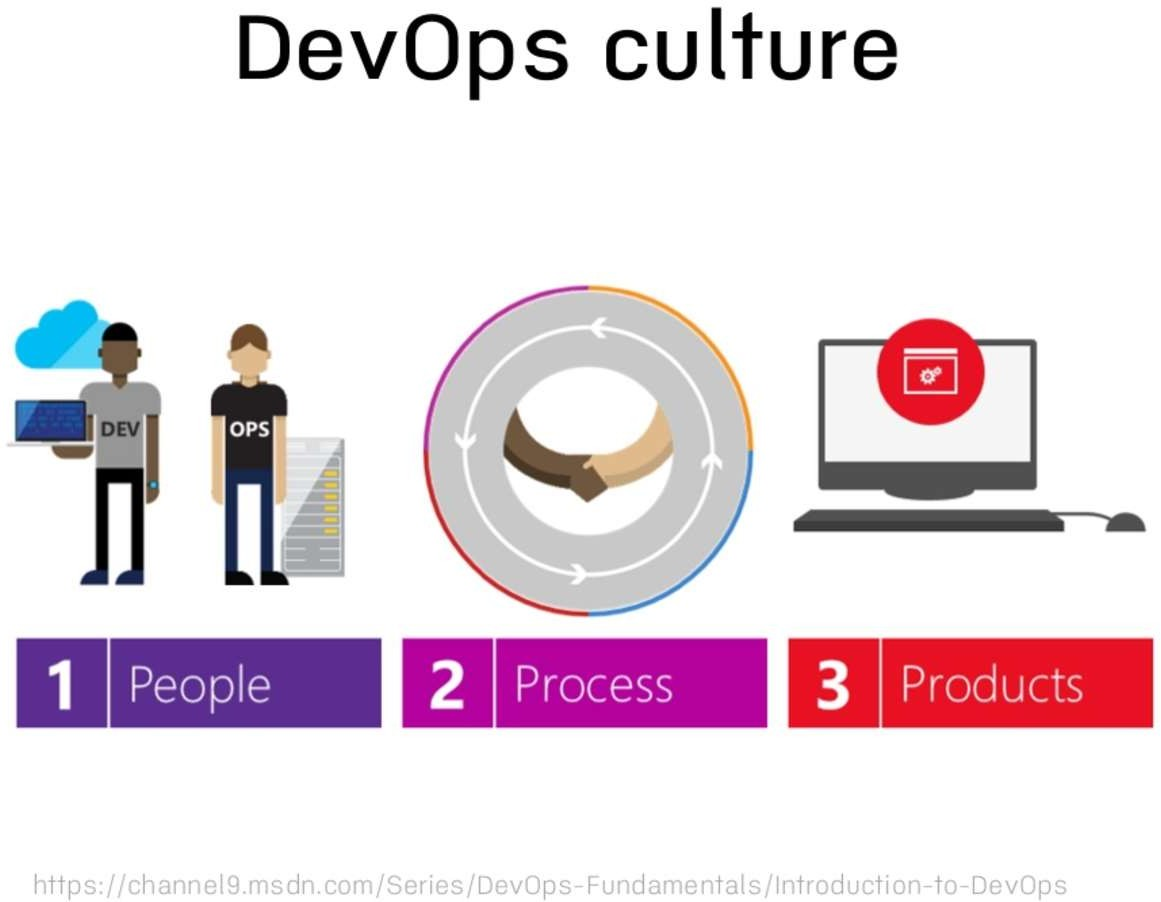 DevOps culture
DEV
OPS
1 People
2 Process
3 Products
https://channel9.msdn.com/Series/DevOps-Fundamentals/Introduction-to-DevOps